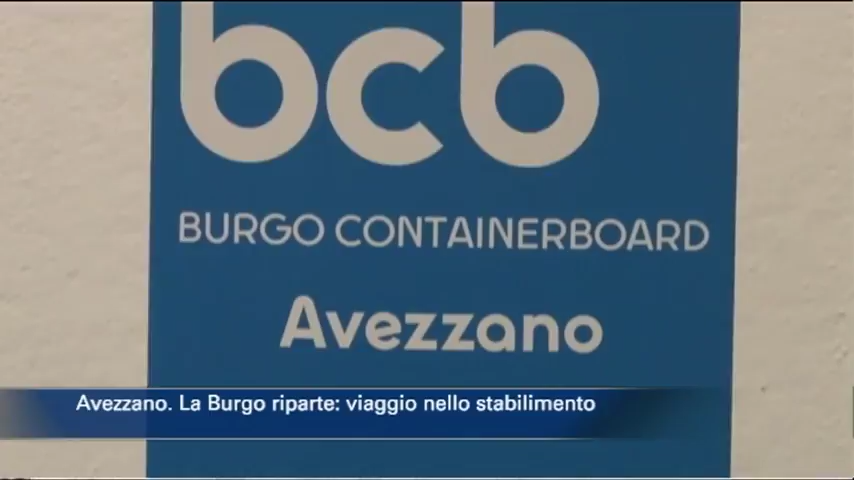 bcb
BURGO CONTAINERBOARD
Avezzano
Avezzano. La Burgo riparte: viaggio nello stabilimento